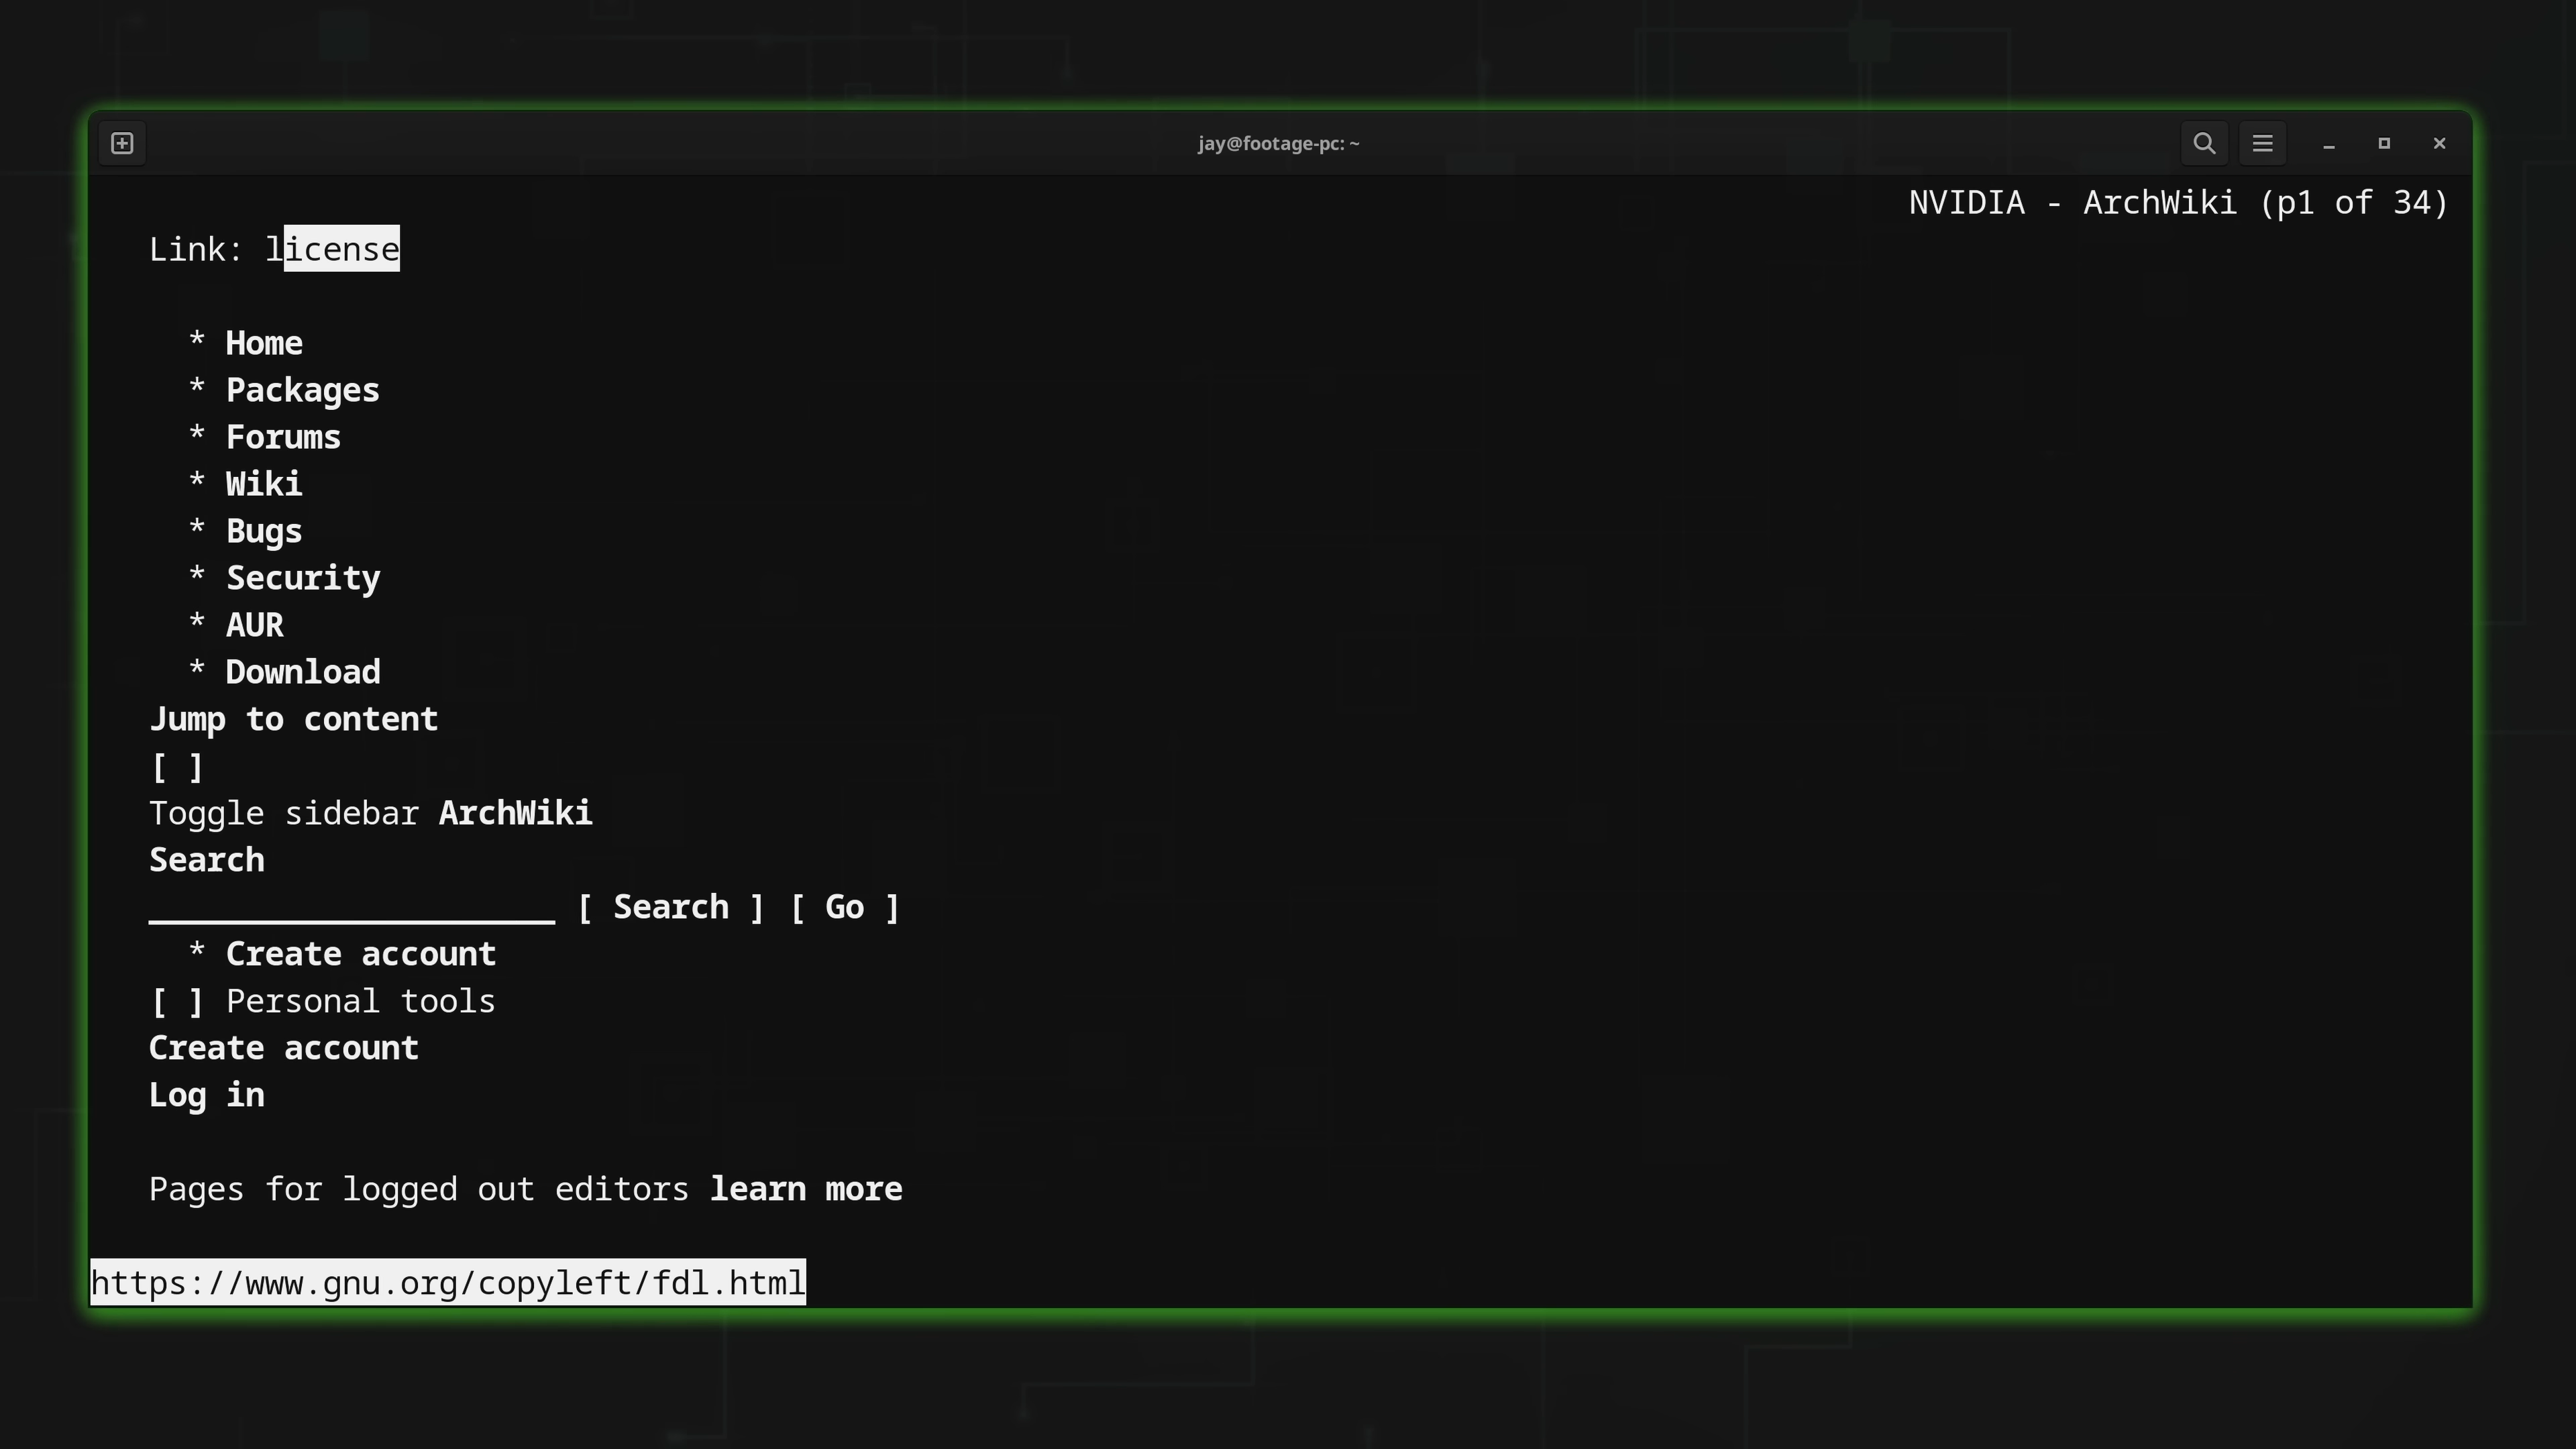 jay@footage-pc: ~
NVIDIA - ArchWiki (p1 of 34)
Link: license
* Home
* Packages
* Forums
* Wiki
* Bugs
* Security
* AUR
* Download
Jump to content
[ ]
Toggle sidebar ArchWiki
Search
_____________________ [ Search ] [ Go ]
* Create account
[ ] Personal tools
Create account
Log in
Pages for logged out editors learn more
https://www.gnu.org/copyleft/fdl.html